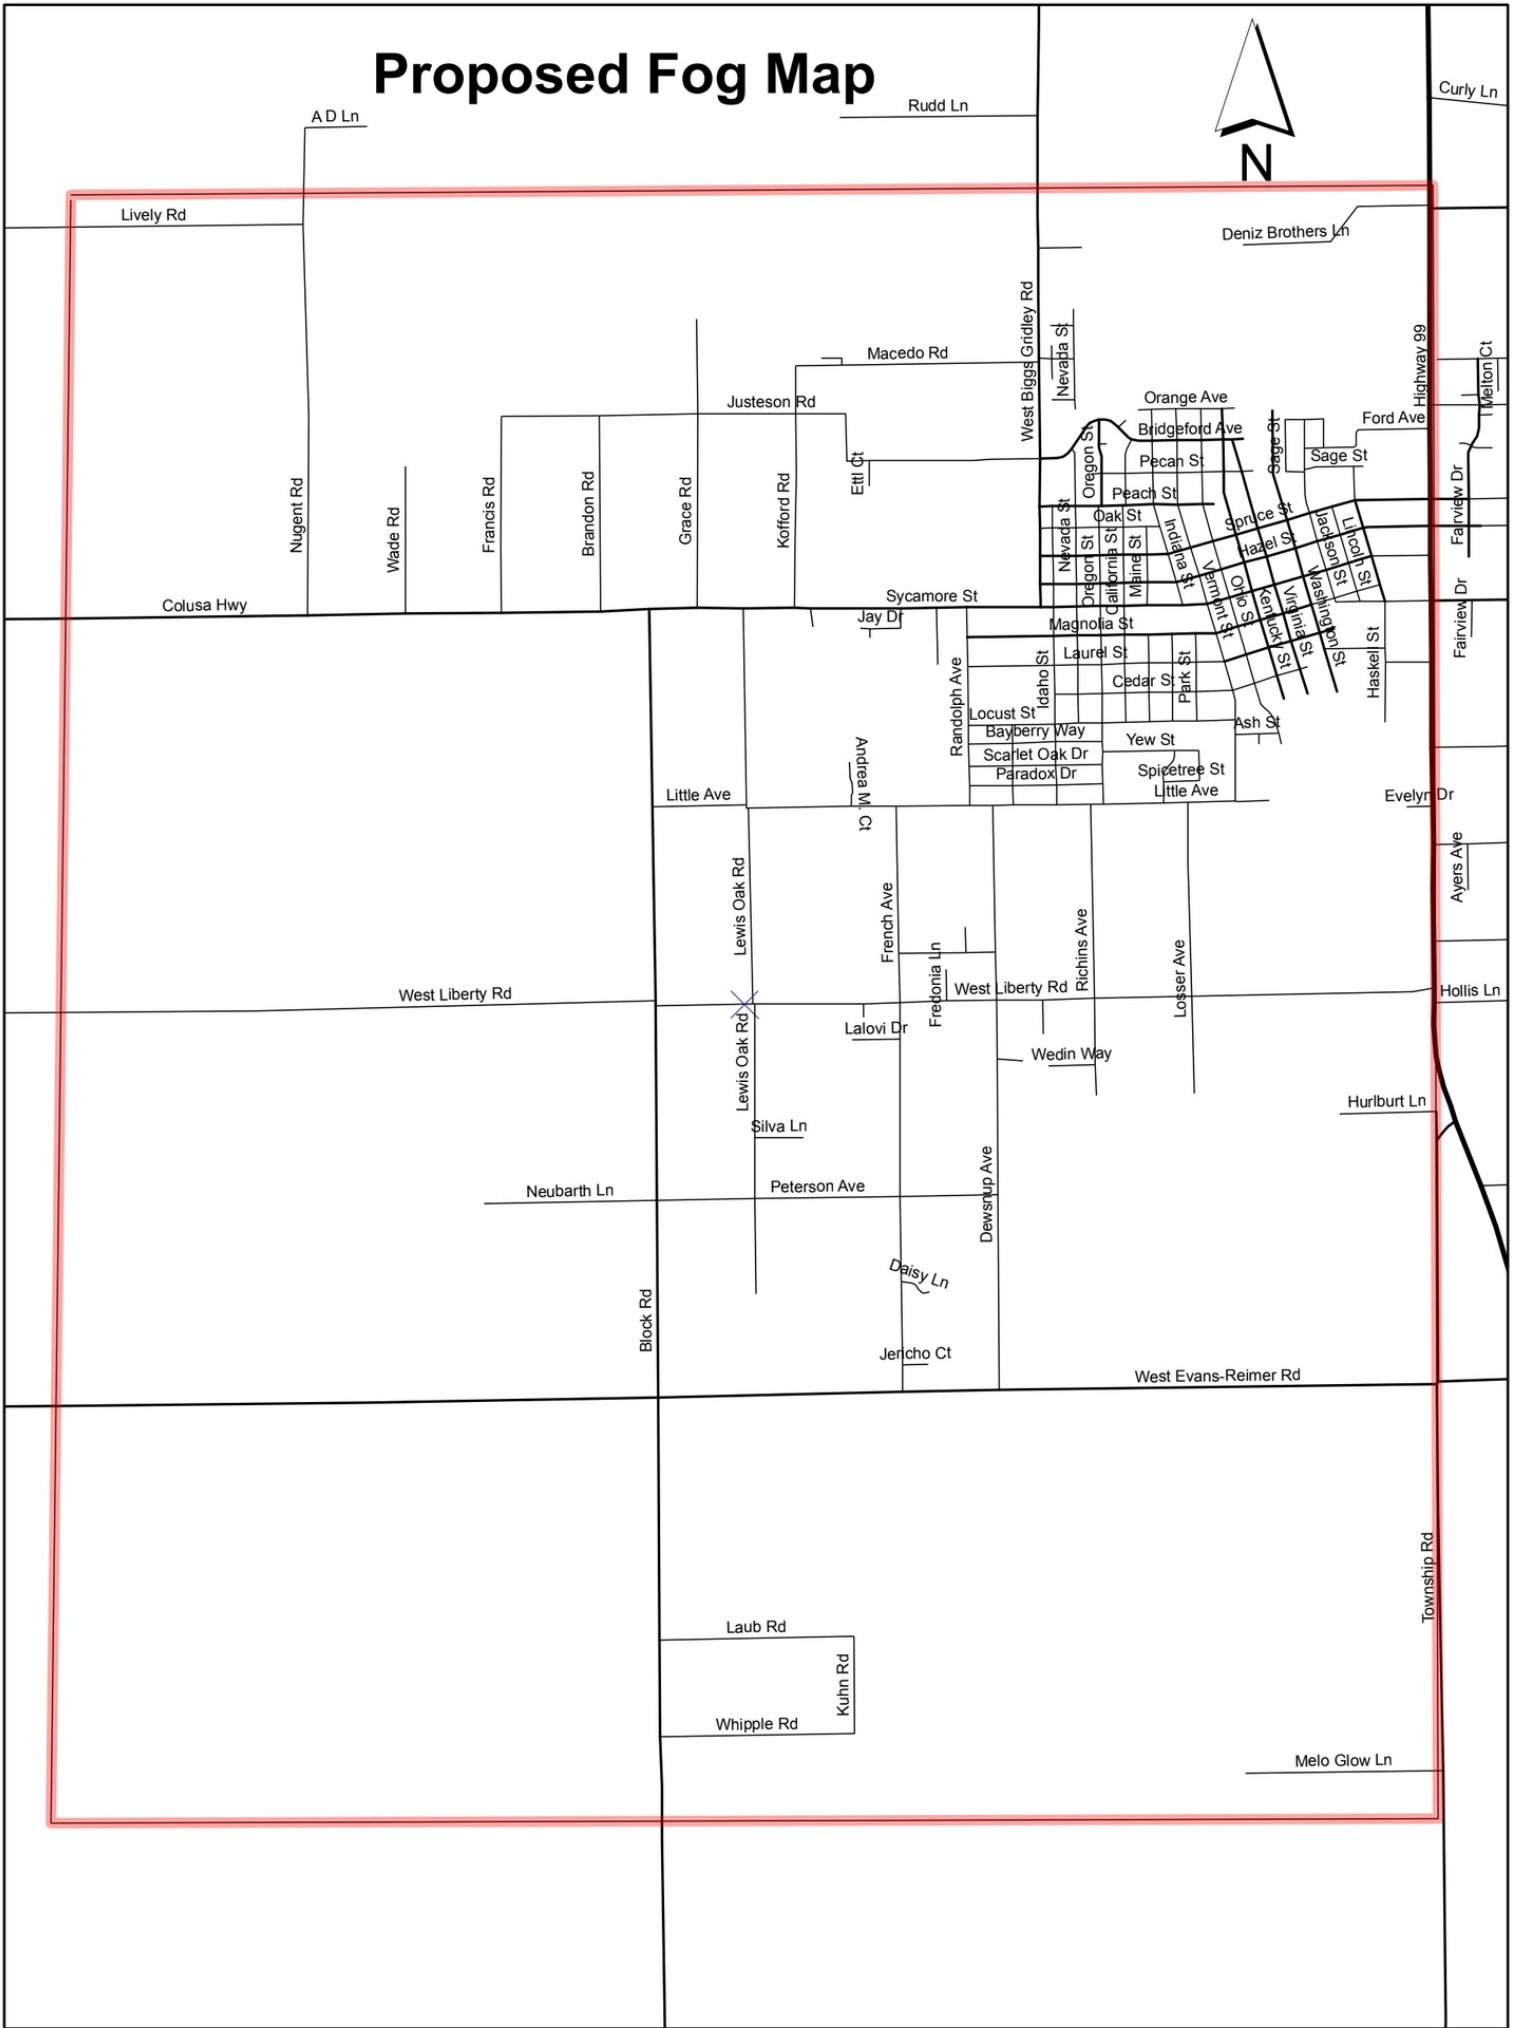 Proposed Fog Map
Curly Ln
Rudd Ln
A D Ln
N
Lively Rd
Deniz Brothers Ln
West Biggs Gridley Rd
Nevada St
Highway 99
Melton Ct
Macedo Rd
Orange Ave
Justeson Rd
Ford Ave
Bridgeford Ave
Sage St
Sage St
Oregon St
Pecan St
Ettl Ct
Peach St
Fairview Dr
Nugent Rd
Wade Rd
Francis Rd
Brandon Rd
Grace Rd
Kofford Rd
Nevada St
Oak St
Spruce St
Hazel St
Jackson St
Lincoln St
Oregon St
California St
Maine St
Indiana St
Vermont St
Ohio St
Kentucky St
Virginia St
Washington St
Fairview Dr
Colusa Hwy
Sycamore St
Jay Dr
Magnolia St
Laurel St
Idaho St
Park St
Haskell St
Cedar St
Randolph Ave
Locust St
Ash St
Bayberry Way
Yew St
Scarlet Oak Dr
Paradox Dr
Spicetree St
Andrea M. Ct
Little Ave
Little Ave
Evelyn Dr
Ayers Ave
Lewis Oak Rd
French Ave
Fredonia Ln
Richins Ave
Losser Ave
West Liberty Rd
West Liberty Rd
Hollis Ln
Lewis Oak Rd
Lalovi Dr
Wedin Way
Hurlburt Ln
Silva Ln
Neubarth Ln
Peterson Ave
Dewsnup Ave
Daisy Ln
Block Rd
Jericho Ct
West Evans-Reimer Rd
Township Rd
Laub Rd
Kuhn Rd
Whipple Rd
Melo Glow Ln